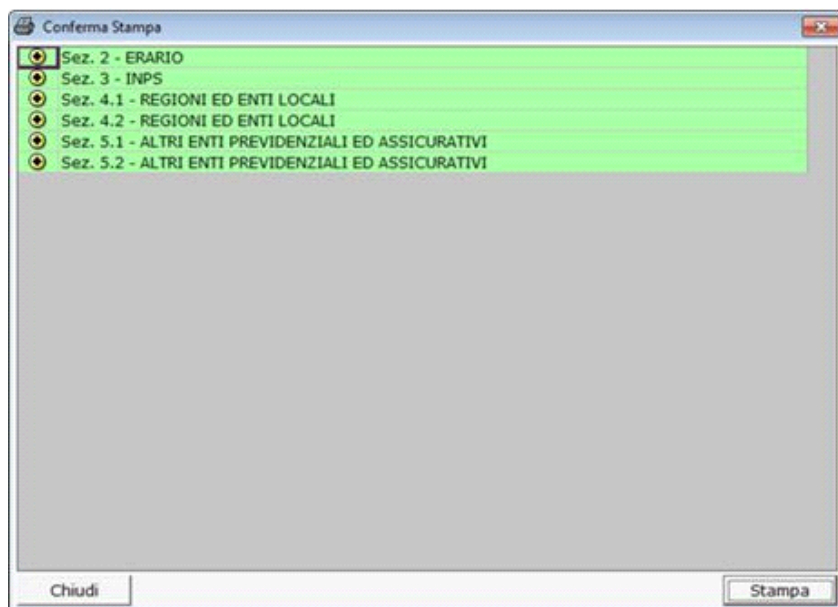 Conferma Stampa
Sez. 2 - ERARIO
Sez. 3 - INPS
Sez. 4.1 - REGIONI ED ENTI LOCALI
Sez. 4.2 - REGIONI ED ENTI LOCALI
Sez. 5.1 - ALTRI ENTI PREVIDENZIALI ED ASSICURATIVI
Sez. 5.2 - ALTRI ENTI PREVIDENZIALI ED ASSICURATIVI
Chiudi
Stampa